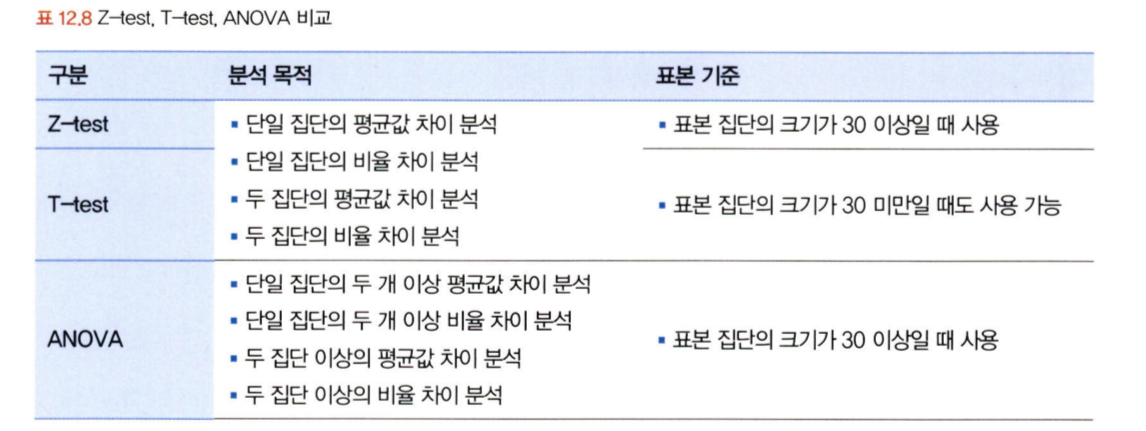 표 12.8 Z-test, T-test, ANOVA 비교
구분 분석 목적 표본 기준
Z-test
▪ 단일 집단의 평균값 차이 분석
▪ 단일 집단의 비율 차이 분석
▪ 두 집단의 평균값 차이 분석
▪ 두 집단의 비율 차이 분석
▪ 표본 집단의 크기가 30 이상일 때 사용
T-test
▪ 표본 집단의 크기가 30 미만일 때도 사용 가능
ANOVA
▪ 단일 집단의 두 개 이상 평균값 차이 분석
▪ 단일 집단의 두 개 이상 비율 차이 분석
▪ 두 집단 이상의 평균값 차이 분석
▪ 두 집단 이상의 비율 차이 분석
▪ 표본 집단의 크기가 30 이상일 때 사용